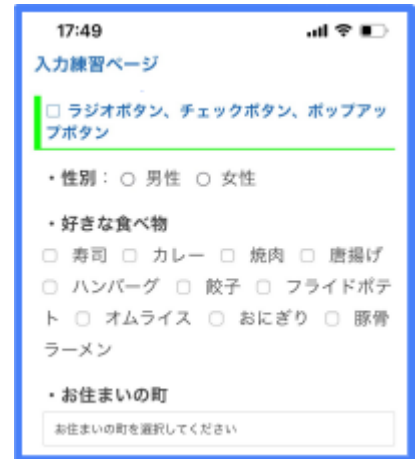 17:49
入力練習ページ
□ ラジオボタン、チェックボタン、ポップアッ
プボタン
・性別：○ 男性 ○ 女性
・好きな食べ物
□ 寿司 □ カレー □ 焼肉 □ 唐揚げ
□ ハンバーグ □ 餃子 □ フライドポテ
ト □ オムライス □ おにぎり □ 豚骨
ラーメン
・お住まいの町
お住まいの町を選択してください